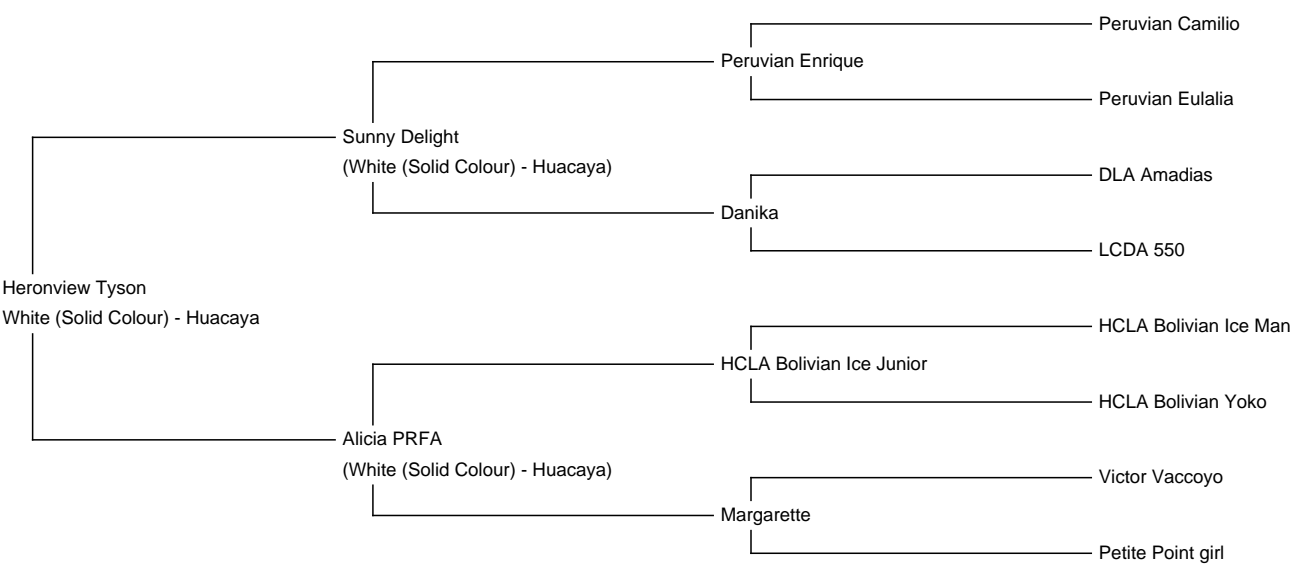 Peruvian Camilio
Peruvian Enrique
Peruvian Eulalia
Sunny Delight
(White (Solid Colour) - Huacaya)
DLA Amadias
Danika
LCDA 550
Heronview Tyson
White (Solid Colour) - Huacaya
HCLA Bolivian Ice Man
HCLA Bolivian Ice Junior
HCLA Bolivian Yoko
Alicia PRFA
(White (Solid Colour) - Huacaya)
Victor Vaccoyo
Margarette
Petite Point girl